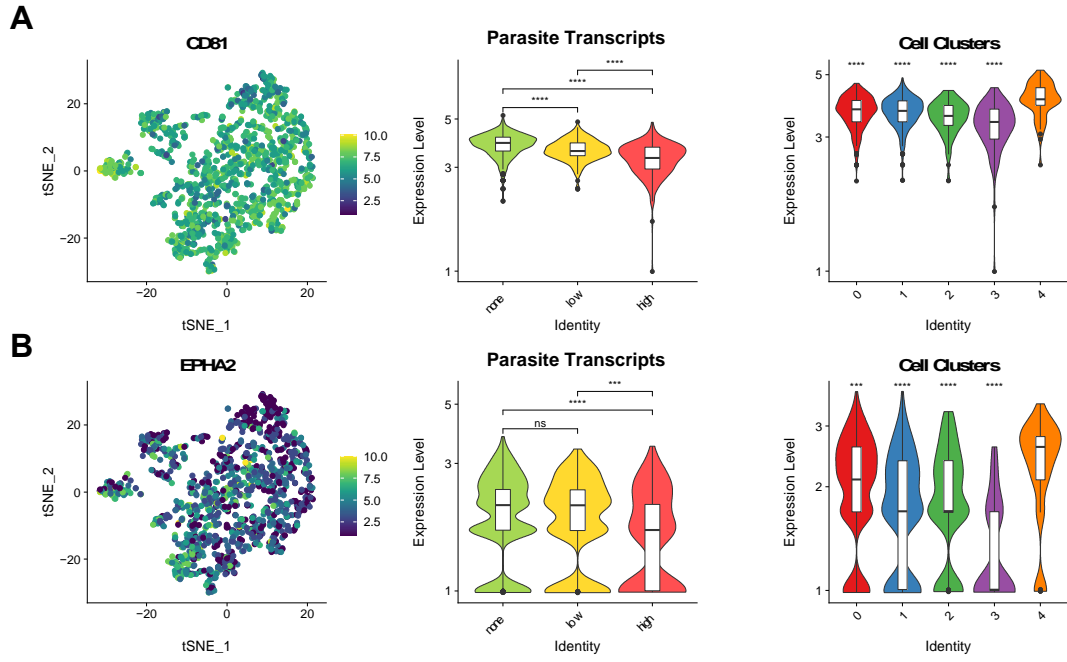 A
CD81
Parasite Transcripts
Cell Clusters
tSNE_2
20
0
−20
−20
0
20
tSNE_1
10.0
7.5
5.0
2.5
Expression Level
5
3
1
****
****
****
none
low
high
Identity
Expression Level
5
3
1
****
****
****
****
0
1
2
3
4
Identity
B
EPHA2
Parasite Transcripts
Cell Clusters
tSNE_2
20
0
−20
−20
0
20
tSNE_1
10.0
7.5
5.0
2.5
Expression Level
5
3
1
***
****
ns
none
low
high
Identity
Expression Level
3
2
1
***
****
****
****
0
1
2
3
4
Identity